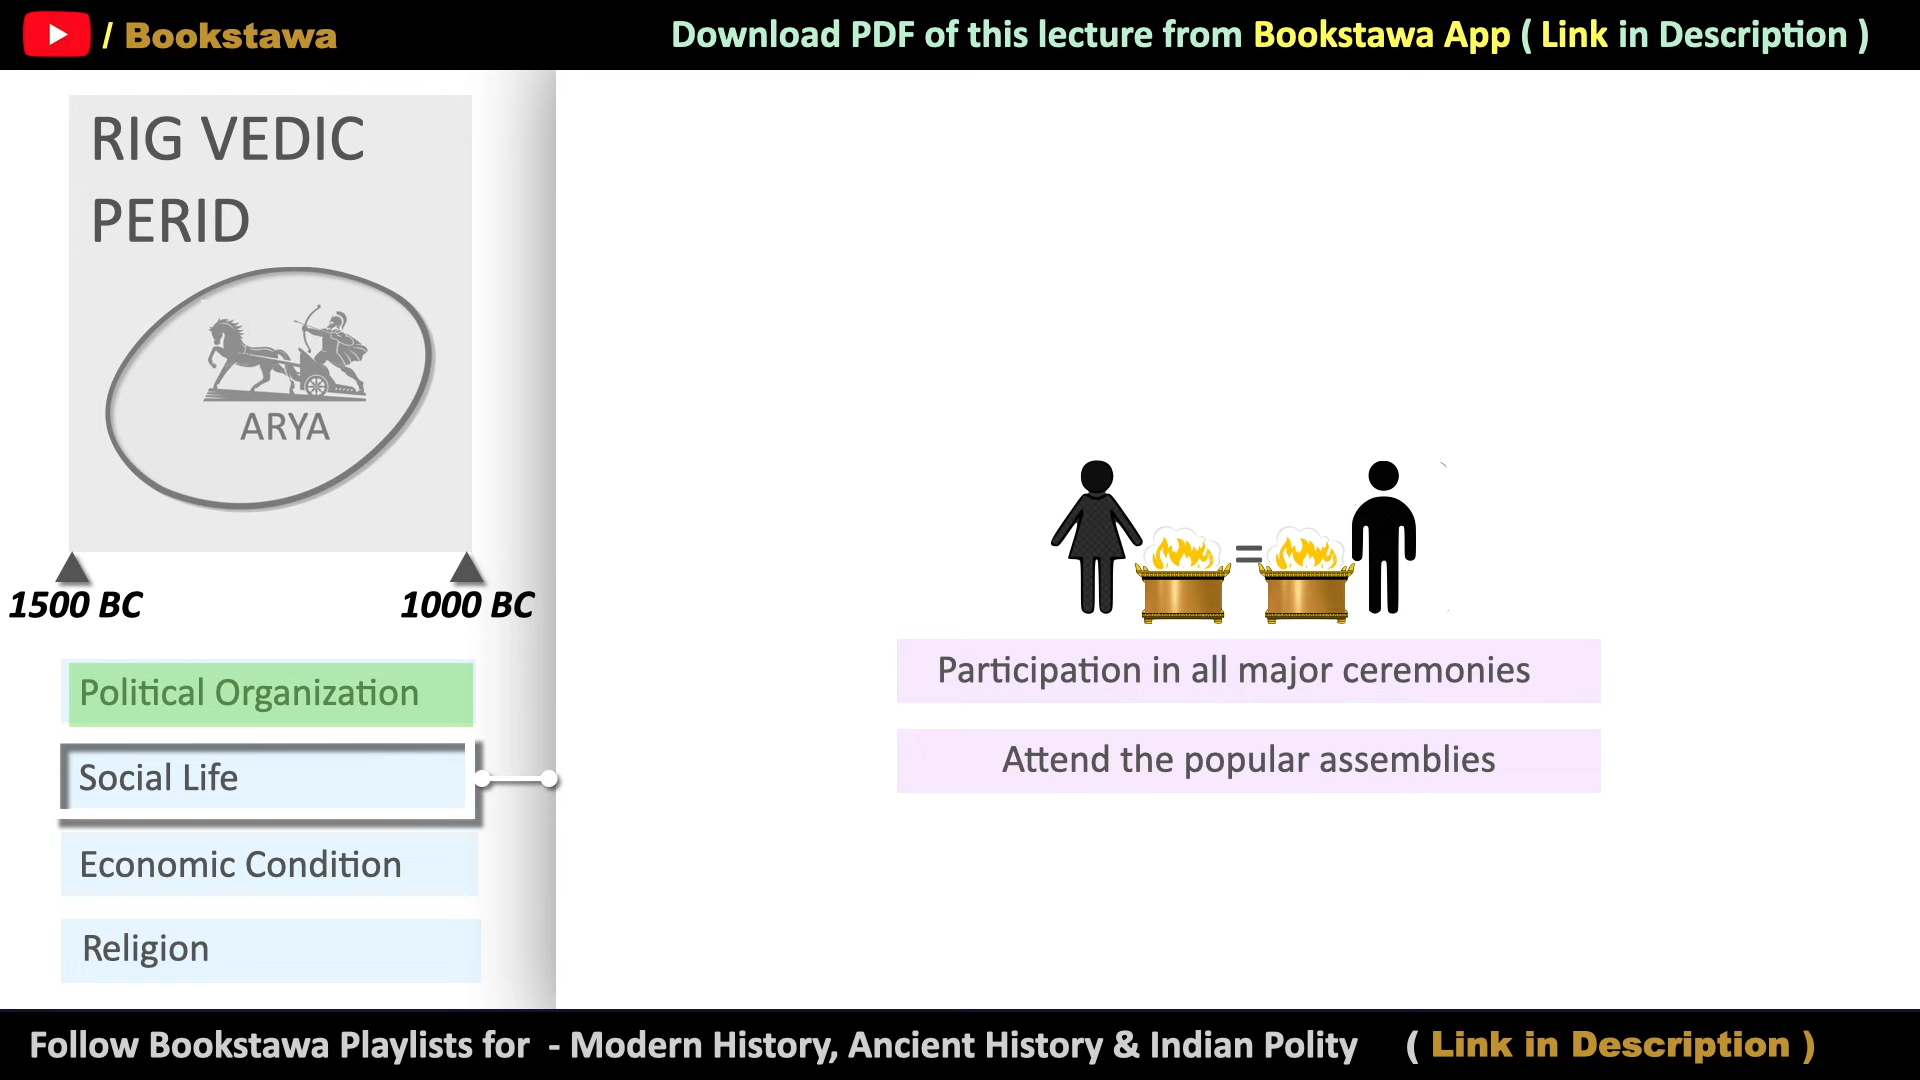 / Bookstawa
Download PDF of this lecture from Bookstawa App ( Link in Description )
RIG VEDIC
PERID
ARYA
1500 BC
1000 BC
Political Organization
Social Life
Economic Condition
Religion
=
Participation in all major ceremonies
Attend the popular assemblies
Follow Bookstawa Playlists for - Modern History, Ancient History & Indian Polity ( Link in Description )